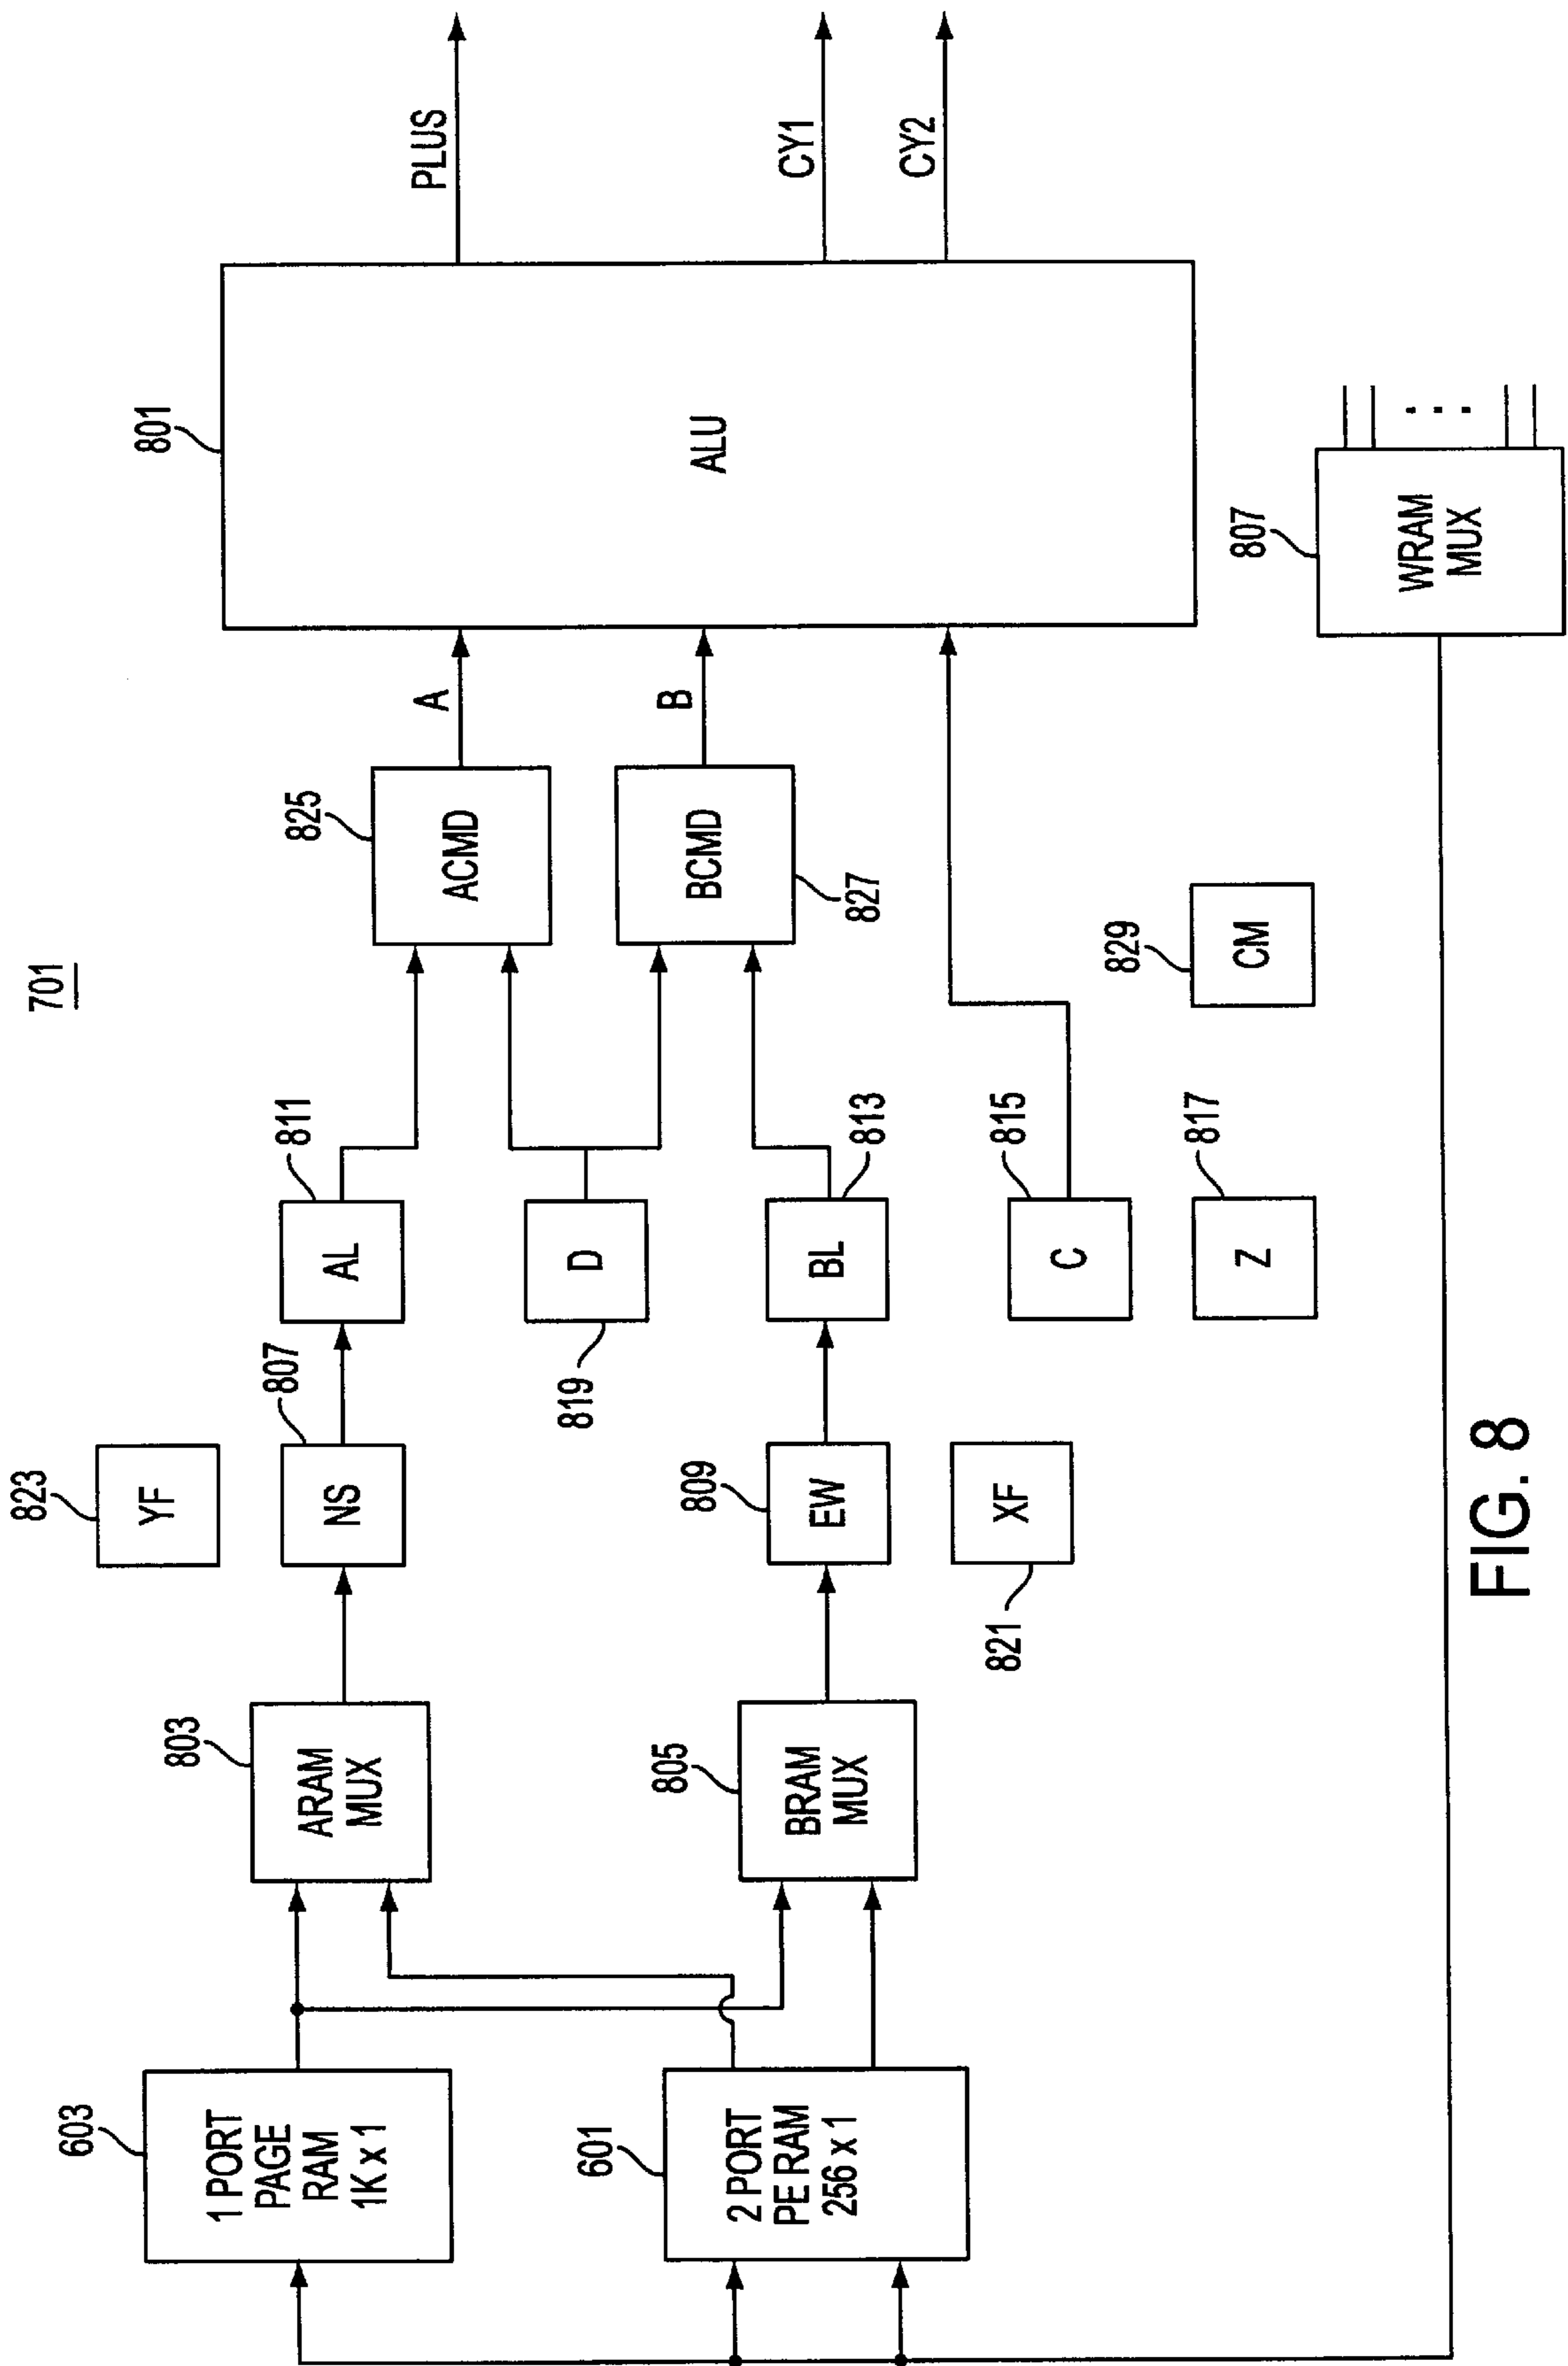 701
823
YF
603
1 PORT
PAGE
RAM
1K x 1
803
ARAM
MUX
807
NS
811
AL
825
ACMD
A
801
ALU
PLUS
CY1
CY2
819
D
601
2 PORT
PE RAM
256 x 1
805
BRAM
MUX
809
EW
813
BL
BCMD
827
B
821
XF
815
C
817
Z
829
CM
807
WRAM
MUX
FIG. 8